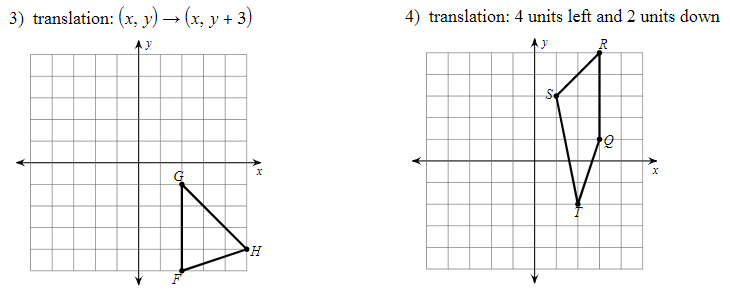 3) translation: (x, y) → (x, y + 3)
y
x
G
H
F
4) translation: 4 units left and 2 units down
y
R
S
Q
x
T